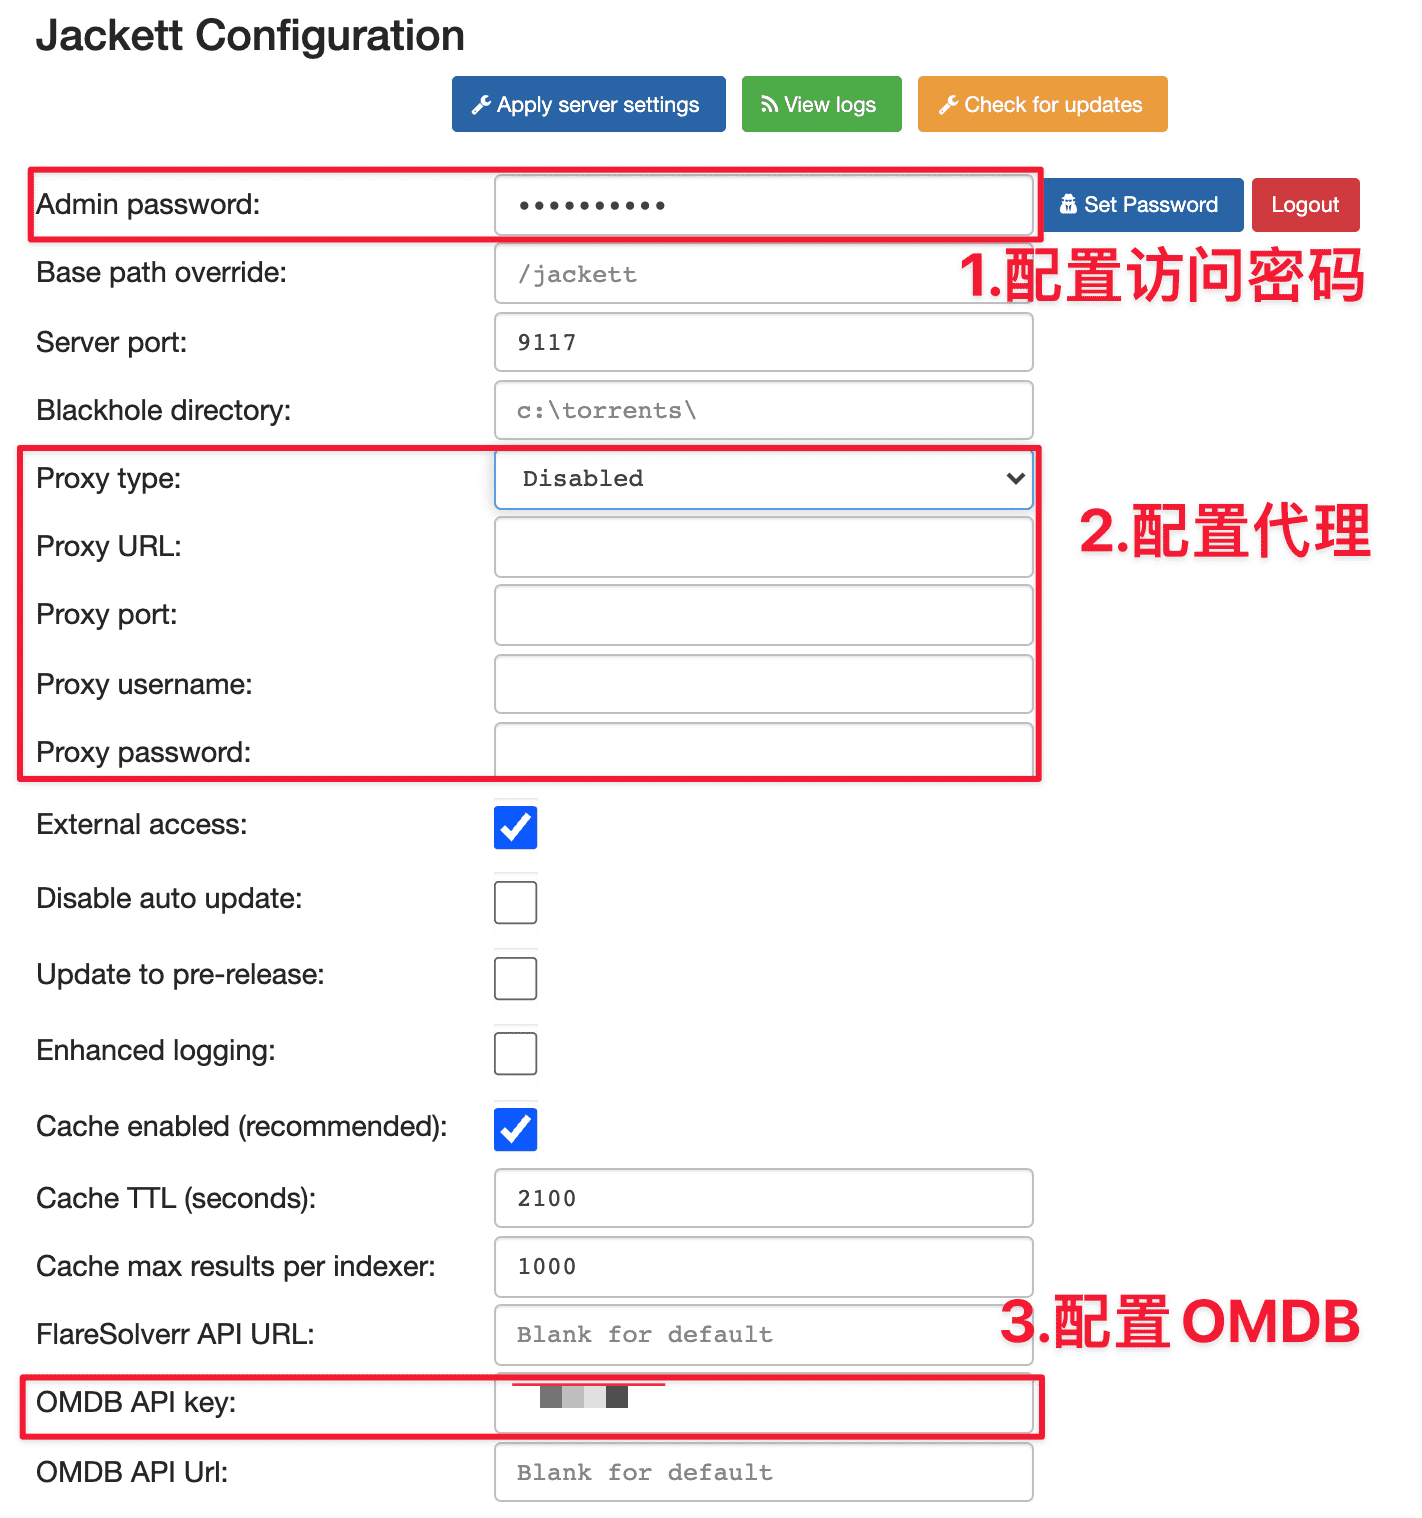 Jackett Configuration
Apply server settings View logs Check for updates
Admin password: •••••••••• Set Password Logout
1.配置访问密码
Base path override: /jackett
Server port: 9117
Blackhole directory: c:\torrents\
Proxy type: Disabled
2.配置代理
Proxy URL:
Proxy port:
Proxy username:
Proxy password:
External access:
Disable auto update:
Update to pre-release:
Enhanced logging:
Cache enabled (recommended):
Cache TTL (seconds): 2100
Cache max results per indexer: 1000
3.配置OMDB
FlareSolverr API URL: Blank for default
OMDB API key:
OMDB API Url: Blank for default